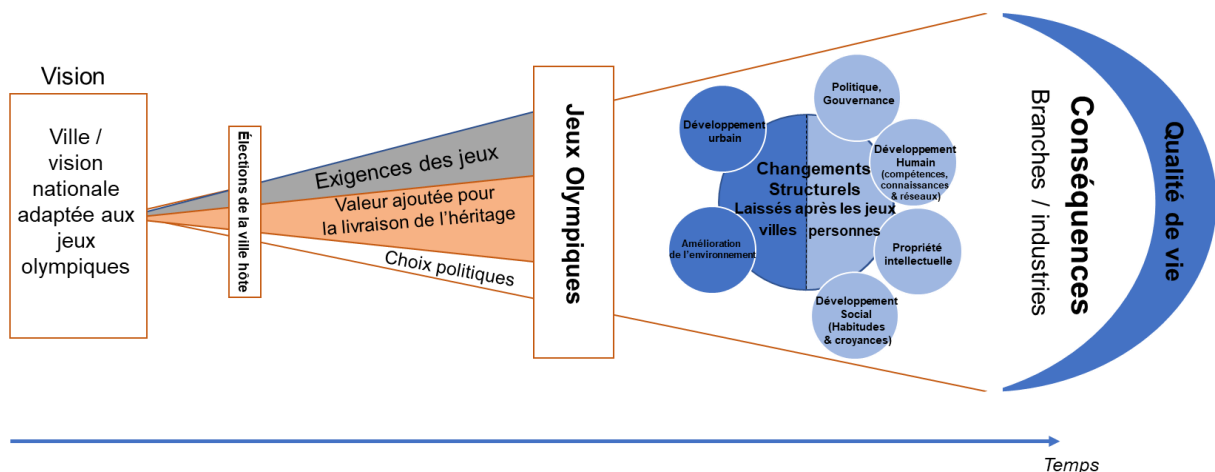 Vision
Ville /
vision
nationale
adaptée aux
jeux
olympiques
Élections de la ville hôte
Exigences des jeux
Valeur ajoutée pour
la livraison de l'héritage
Choix politiques
Jeux Olympiques
Développement
urbain
Amélioration
de l'environnement
Changements
Structurels
Laissés après les jeux
villes
personnes
Politique,
Gouvernance
Développement
Humain
(compétences,
connaissances
& réseaux)
Propriété
intellectuelle
Développement
Social
(Habitudes
& croyances)
Conséquences
Branches / industries
Qualité de vie
Temps